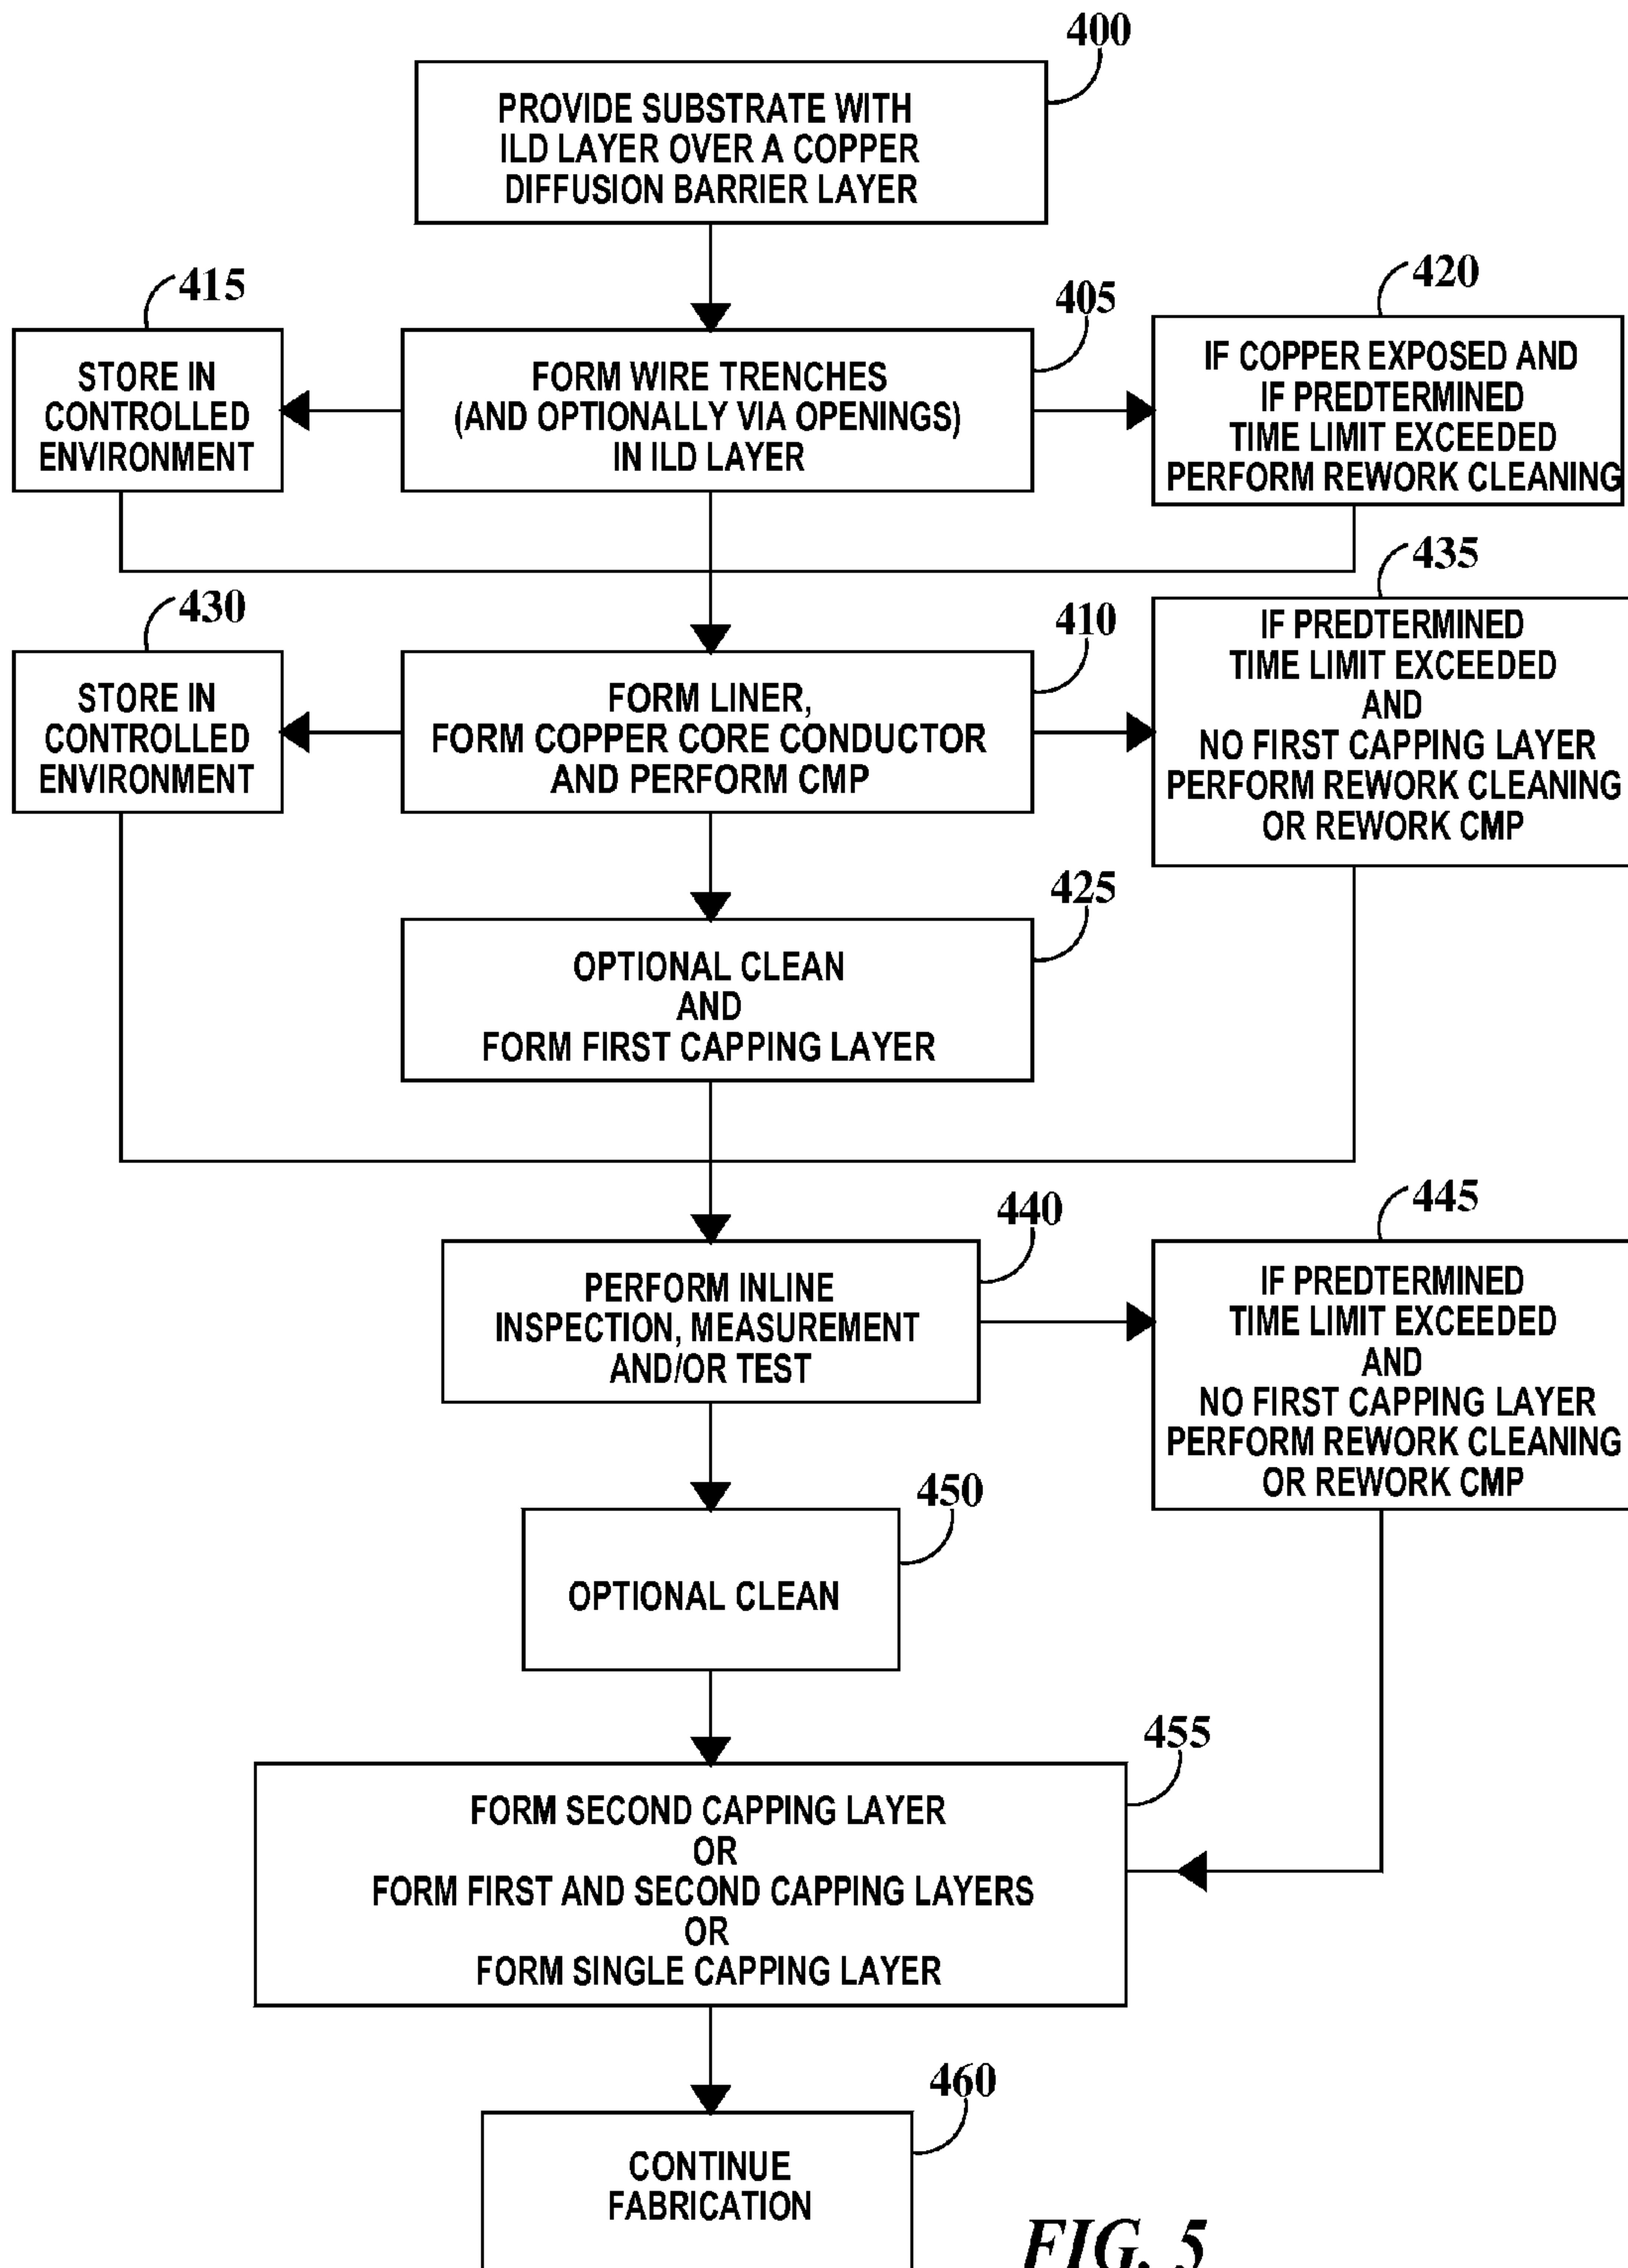 400
PROVIDE SUBSTRATE WITH
ILD LAYER OVER A COPPER
DIFFUSION BARRIER LAYER
415
STORE IN
CONTROLLED
ENVIRONMENT
405
FORM WIRE TRENCHES
(AND OPTIONALLY VIA OPENINGS)
IN ILD LAYER
420
IF COPPER EXPOSED AND
IF PREDTERMINED
TIME LIMIT EXCEEDED
PERFORM REWORK CLEANING
430
STORE IN
CONTROLLED
ENVIRONMENT
410
FORM LINER,
FORM COPPER CORE CONDUCTOR
AND PERFORM CMP
435
IF PREDTERMINED
TIME LIMIT EXCEEDED
AND
NO FIRST CAPPING LAYER
PERFORM REWORK CLEANING
OR REWORK CMP
425
OPTIONAL CLEAN
AND
FORM FIRST CAPPING LAYER
440
PERFORM INLINE
INSPECTION, MEASUREMENT
AND/OR TEST
445
IF PREDTERMINED
TIME LIMIT EXCEEDED
AND
NO FIRST CAPPING LAYER
PERFORM REWORK CLEANING
OR REWORK CMP
450
OPTIONAL CLEAN
455
FORM SECOND CAPPING LAYER
OR
FORM FIRST AND SECOND CAPPING LAYERS
OR
FORM SINGLE CAPPING LAYER
460
CONTINUE
FABRICATION
FIG. 5